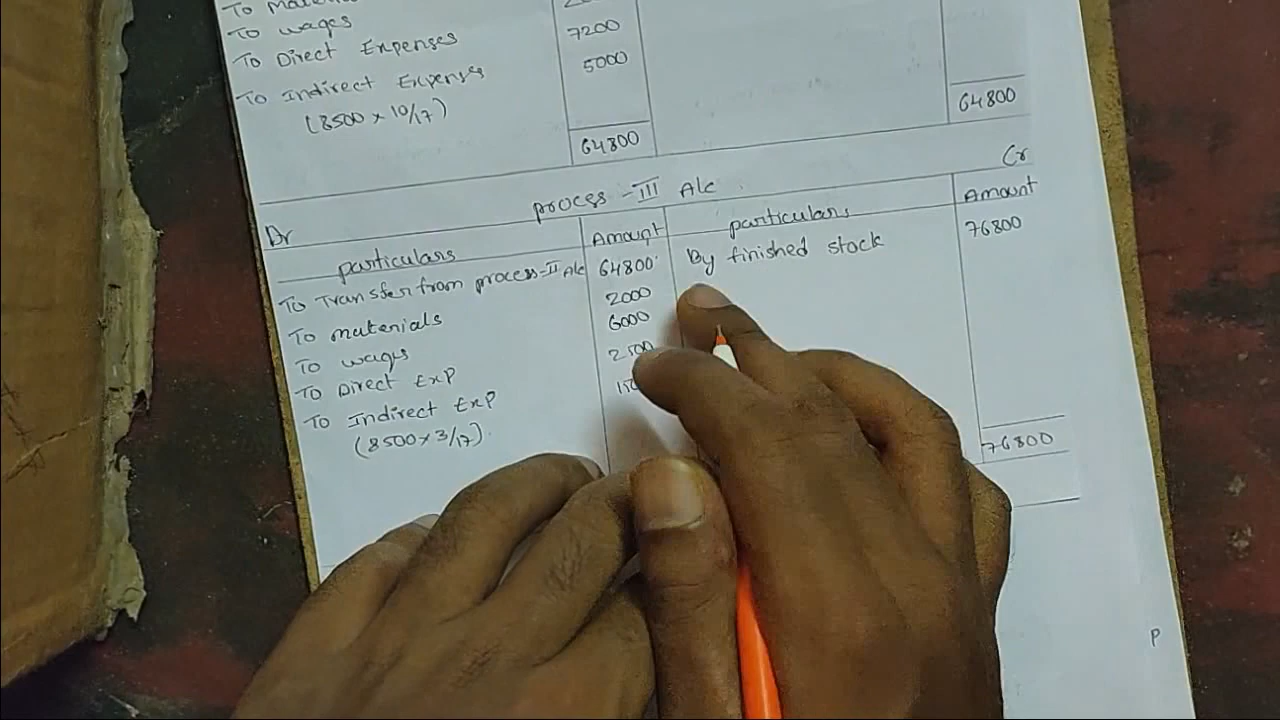 To
To wages
To Direct Expenses 7200
To Indirect Expenses 5000
(8500 x 10/17)
64800 64800
Dr process - III A/c Cr
particulars Amount particulars Amount
To Transfer from process-II A/c 64800 By finished stock 76800
To materials 2000
To wages 6000
To Direct Exp 2500
To Indirect Exp
(8500 x 3/17)
76800
P